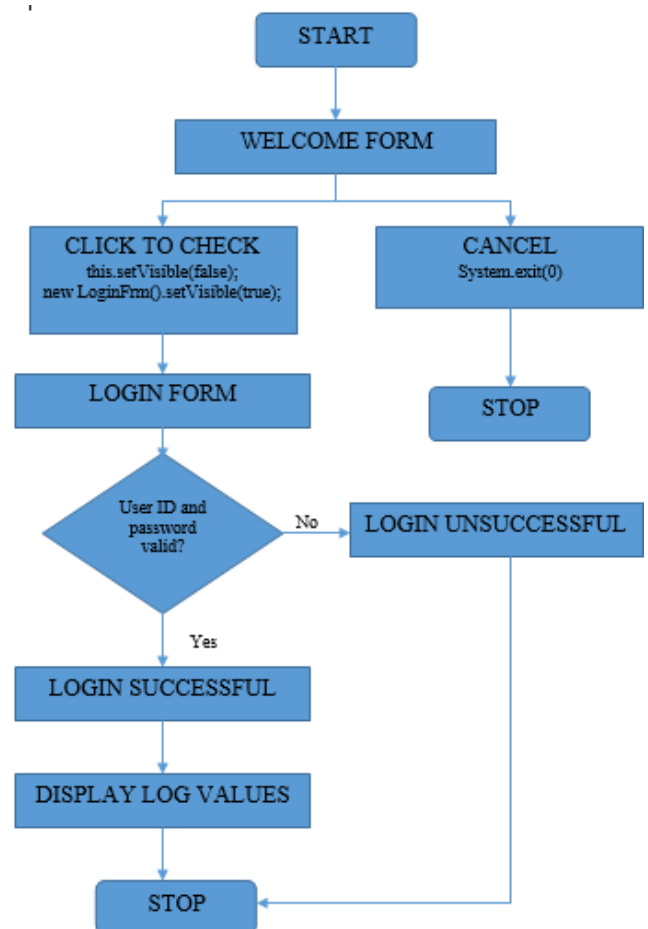 START
WELCOME FORM
CLICK TO CHECK
this.setVisible(false);
new LoginFrm().setVisible(true);
CANCEL
System.exit(0)
LOGIN FORM
STOP
User ID and
password
valid?
No
LOGIN UNSUCCESSFUL
Yes
LOGIN SUCCESSFUL
DISPLAY LOG VALUES
STOP